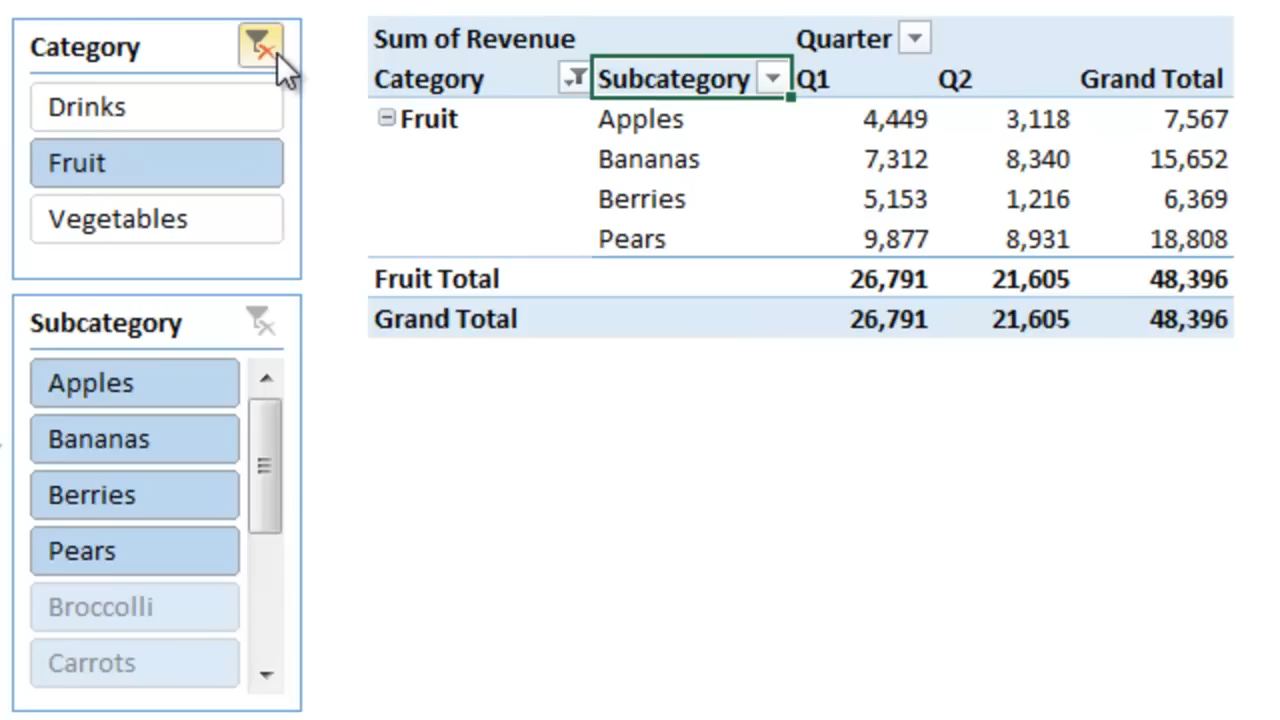 Category
Drinks
Fruit
Vegetables
Subcategory
Apples
Bananas
Berries
Pears
Broccolli
Carrots
Sum of Revenue Quarter
Category Subcategory Q1 Q2 Grand Total
Fruit Apples 4,449 3,118 7,567
Bananas 7,312 8,340 15,652
Berries 5,153 1,216 6,369
Pears 9,877 8,931 18,808
Fruit Total 26,791 21,605 48,396
Grand Total 26,791 21,605 48,396